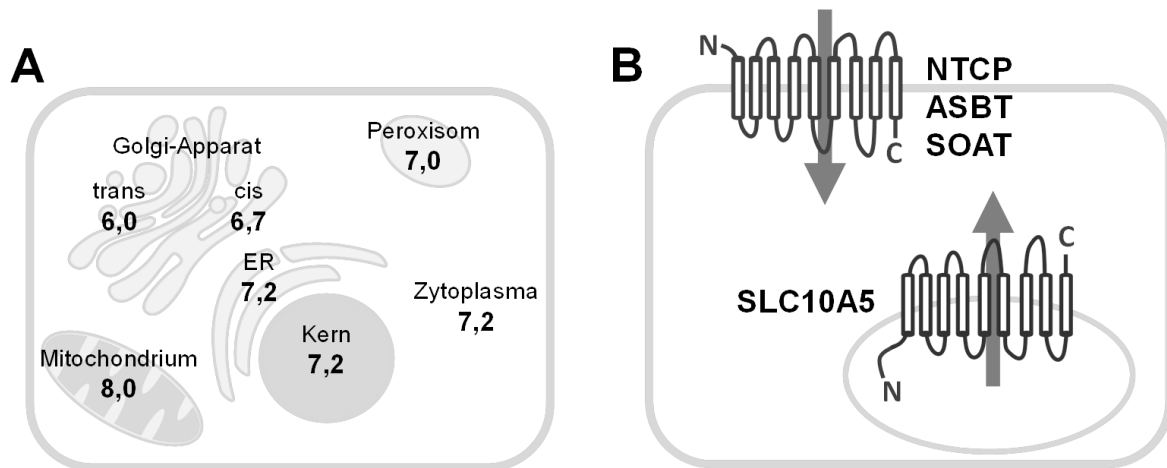 A
Golgi-Apparat
trans
6,0
cis
6,7
Peroxisom
7,0
ER
7,2
Zytoplasma
7,2
Kern
7,2
Mitochondrium
8,0
B
N
C
NTCP
ASBT
SOAT
SLC10A5
C
N